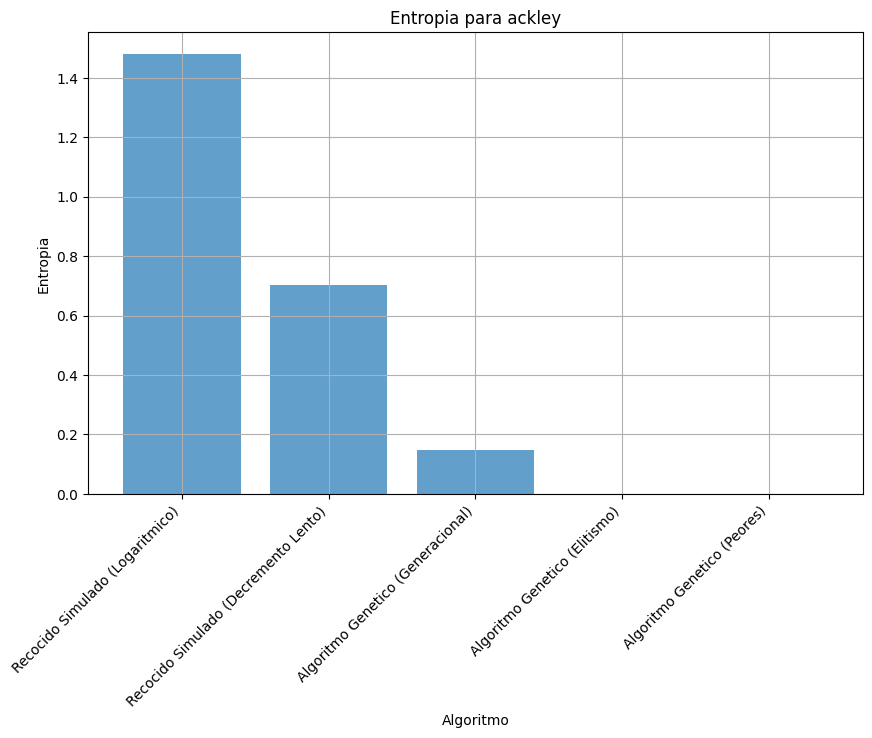 Entropia para ackley
Entropia
1.4
1.2
1.0
0.8
0.6
0.4
0.2
0.0
Recocido Simulado (Logaritmico)
Recocido Simulado (Decremento Lento)
Algoritmo Genetico (Generacional)
Algoritmo Genetico (Elitismo)
Algoritmo Genetico (Peores)
Algoritmo